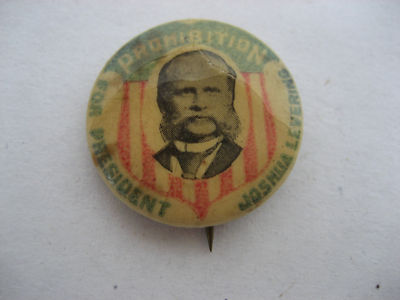 PROHIBITION
FOR PRESIDENT
JOSHUA LEVERING